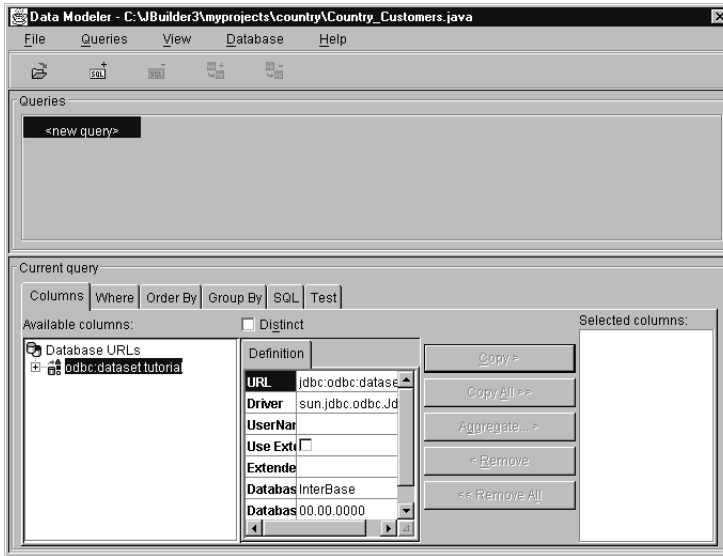 Data Modeler - C:\JBuilder3\myprojects\country\Country_Customers.java
File Queries View Database Help
SQL SQL
Queries
<new query>
Current query
Columns Where Order By Group By SQL Test
Available columns: Distinct Selected columns:
Database URLs
odbc:dataset tutorial
Definition
URL jdbc:odbc:datase
Driver sun.jdbc.odbc.Jd
UserNar
Use Exte
Extende
Databas InterBase
Databas 00.00.0000
Copy >
Copy All >>
Aggregate... >
< Remove
<< Remove All